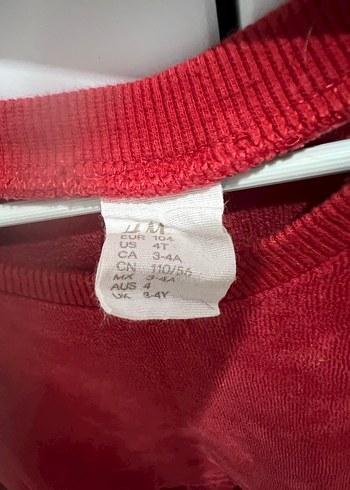 H&M
EUR 104
US 4T
CA 3-4A
CN 110/56
MX 3-4A
AUS 4
UK 3-4Y